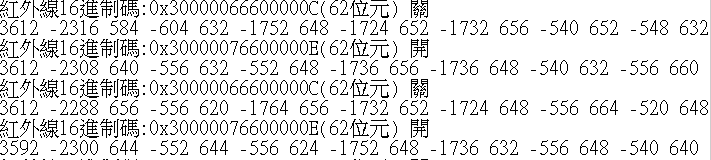 紅外線16進制碼:0x30000066600000C(62位元) 關
3612 -2316 584 -604 632 -1752 648 -1724 652 -1732 656 -540 652 -548 632
紅外線16進制碼:0x30000076600000E(62位元) 開
3612 -2308 640 -556 632 -552 648 -1736 656 -1736 648 -540 632 -556 660
紅外線16進制碼:0x30000066600000C(62位元) 關
3612 -2288 656 -556 620 -1764 656 -1732 652 -1724 648 -556 664 -520 648
紅外線16進制碼:0x30000076600000E(62位元) 開
3592 -2300 644 -552 644 -556 624 -1752 648 -1736 632 -556 648 -540 640